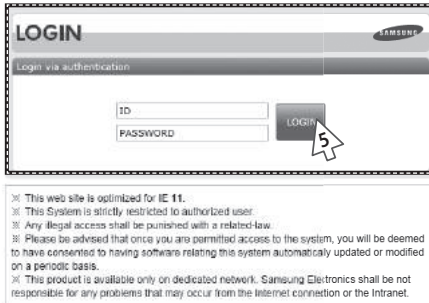 LOGIN
SAMSUNG
Login via authentication
ID
PASSWORD
LOGIN
5
※ This web site is optimized for IE 11.
※ This System is strictly restricted to authorized user.
※ Any illegal access shall be punished with a related-law.
※ Please be advised that once you are permitted access to the system, you will be deemed
to have consented to having software relating this system automaticaly updated or modified
on a periodic basis.
※ This product is available only on dedicated network. Samsung Electronics shall be not
responsible for any problems that may occur from the Internet connection or the Intranet.